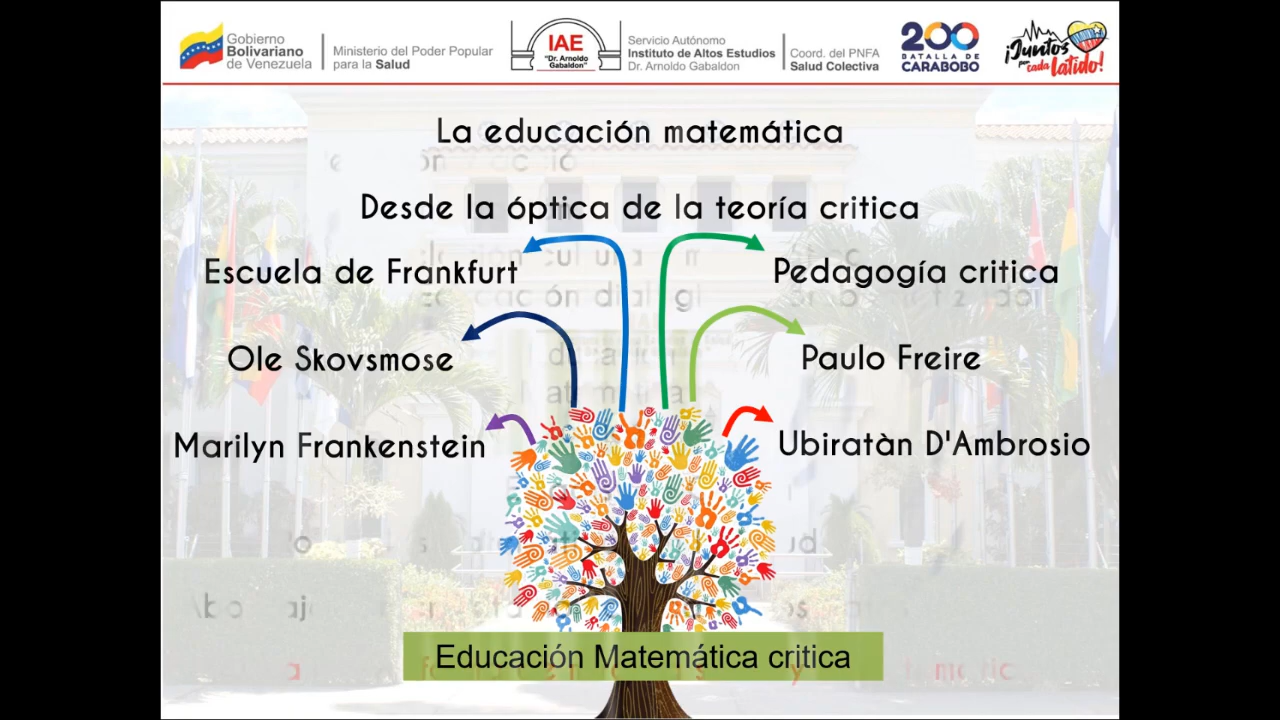 Gobierno
Bolivariano
de Venezuela
Ministerio del Poder Popular
para la Salud
IAE
"Dr. Arnoldo
Gabaldon"
Servicio Autónomo
Instituto de Altos Estudios
Dr. Arnoldo Gabaldon
Coord. del PNFA
Salud Colectiva
200
BATALLA DE
CARABOBO
¡Juntos
por cada
latido!
La educación matemática
Desde la óptica de la teoría critica
Escuela de Frankfurt
Pedagogía critica
Ole Skovsmose
Paulo Freire
Marilyn Frankenstein
Ubiratàn D'Ambrosio
Educación Matemática critica